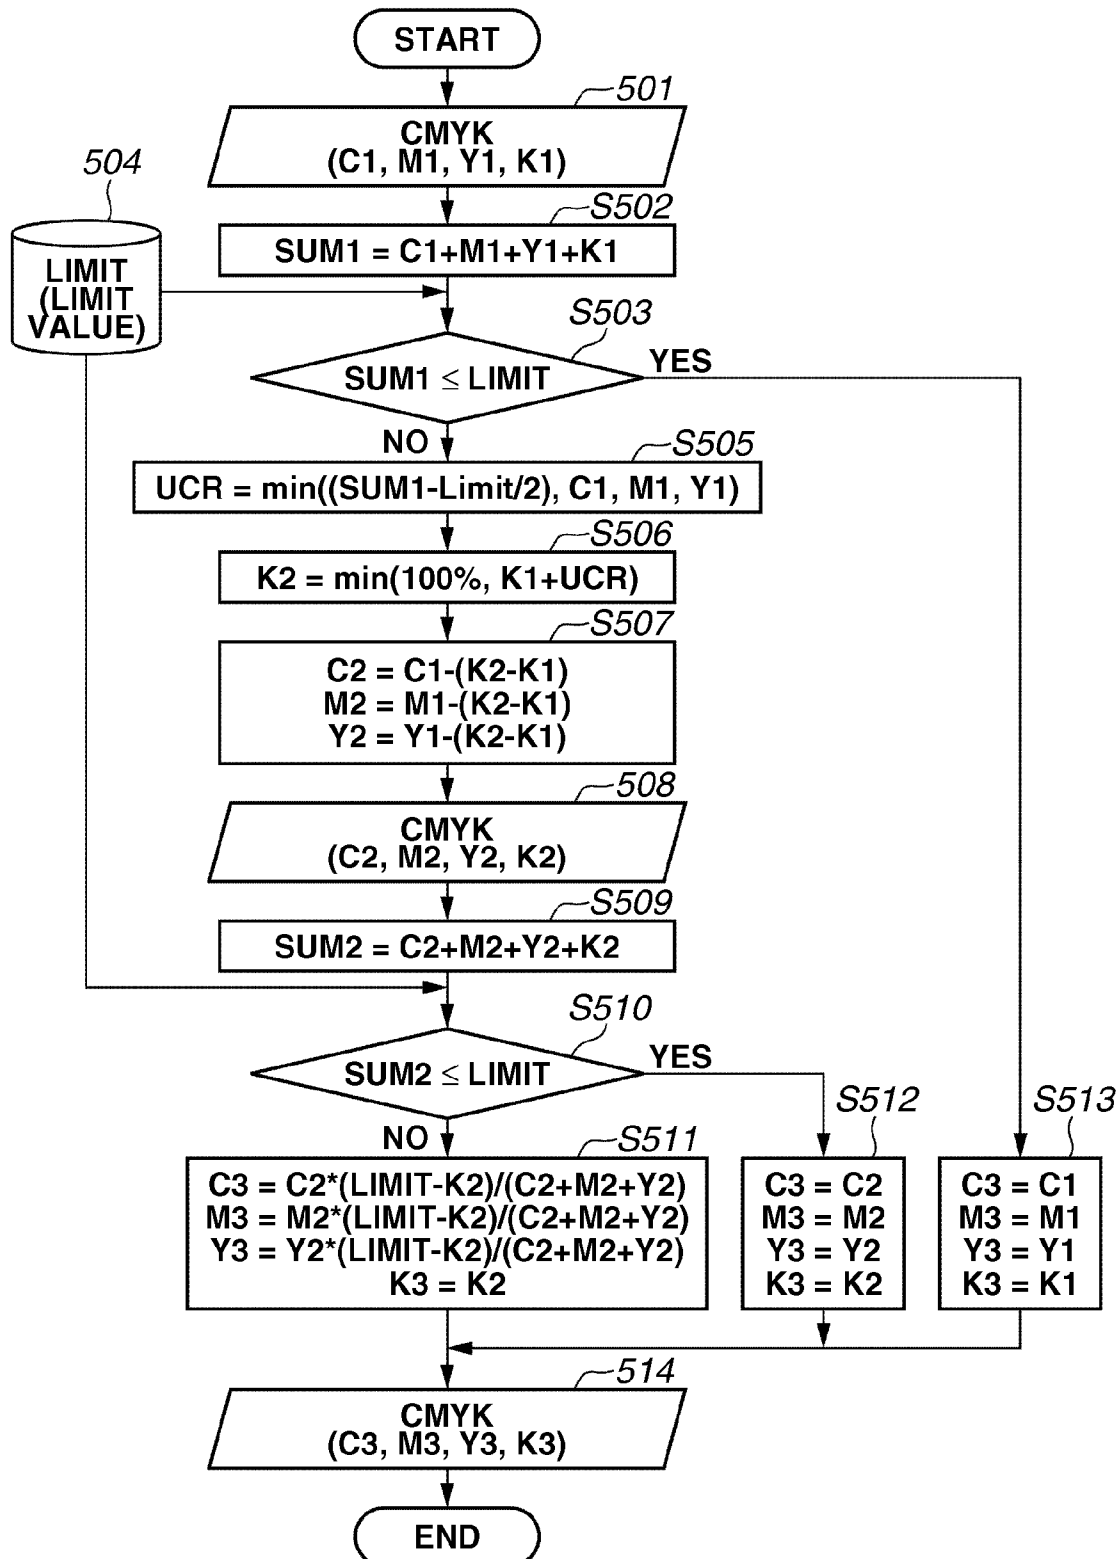 START
501
CMYK
(C1, M1, Y1, K1)
504
S502
SUM1 = C1+M1+Y1+K1
LIMIT
(LIMIT
VALUE)
S503
SUM1 ≤ LIMIT
YES
NO
S505
UCR = min((SUM1-Limit/2), C1, M1, Y1)
S506
K2 = min(100%, K1+UCR)
S507
C2 = C1-(K2-K1)
M2 = M1-(K2-K1)
Y2 = Y1-(K2-K1)
508
CMYK
(C2, M2, Y2, K2)
S509
SUM2 = C2+M2+Y2+K2
S510
SUM2 ≤ LIMIT
YES
NO
S511
C3 = C2*(LIMIT-K2)/(C2+M2+Y2)
M3 = M2*(LIMIT-K2)/(C2+M2+Y2)
Y3 = Y2*(LIMIT-K2)/(C2+M2+Y2)
K3 = K2
S512
C3 = C2
M3 = M2
Y3 = Y2
K3 = K2
S513
C3 = C1
M3 = M1
Y3 = Y1
K3 = K1
514
CMYK
(C3, M3, Y3, K3)
END